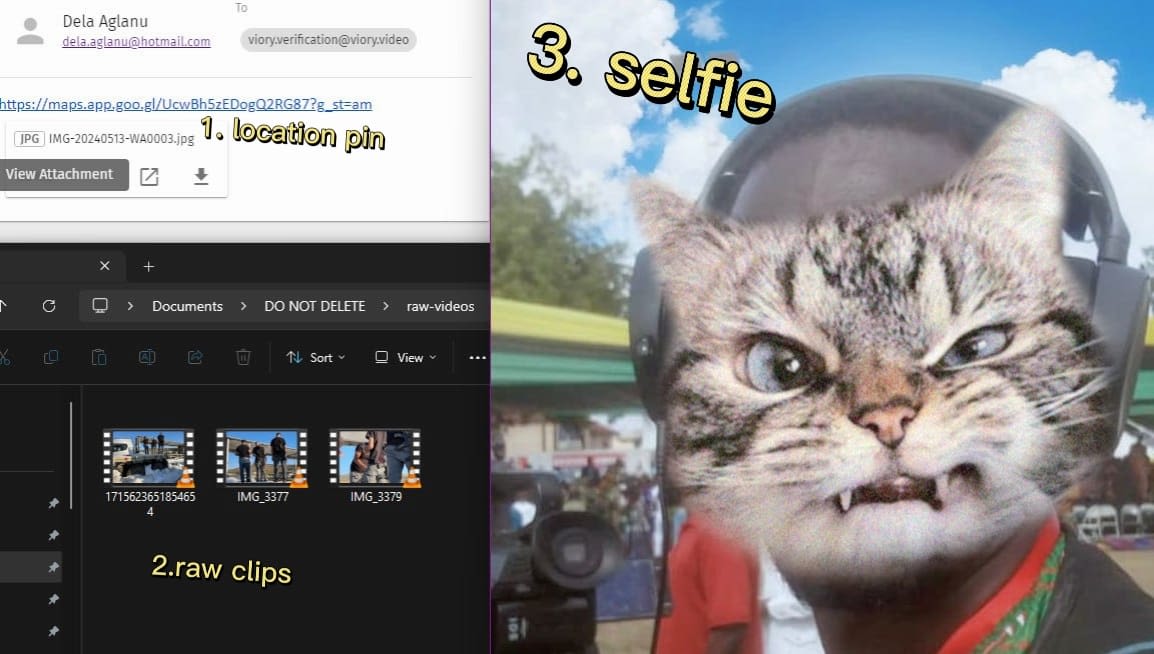 Dela Aglanu
dela.aglanu@hotmail.com
To
viory.verification@viory.video
https://maps.app.goo.gl/UcwBh5zEDogQ2RG87?g_st=am
1. location pin
JPG IMG-20240513-WA0003.jpg
View Attachment
Documents > DO NOT DELETE > raw-videos
Sort
View
171562365185465
4
IMG_3377
IMG_3379
2.raw clips
3. selfie